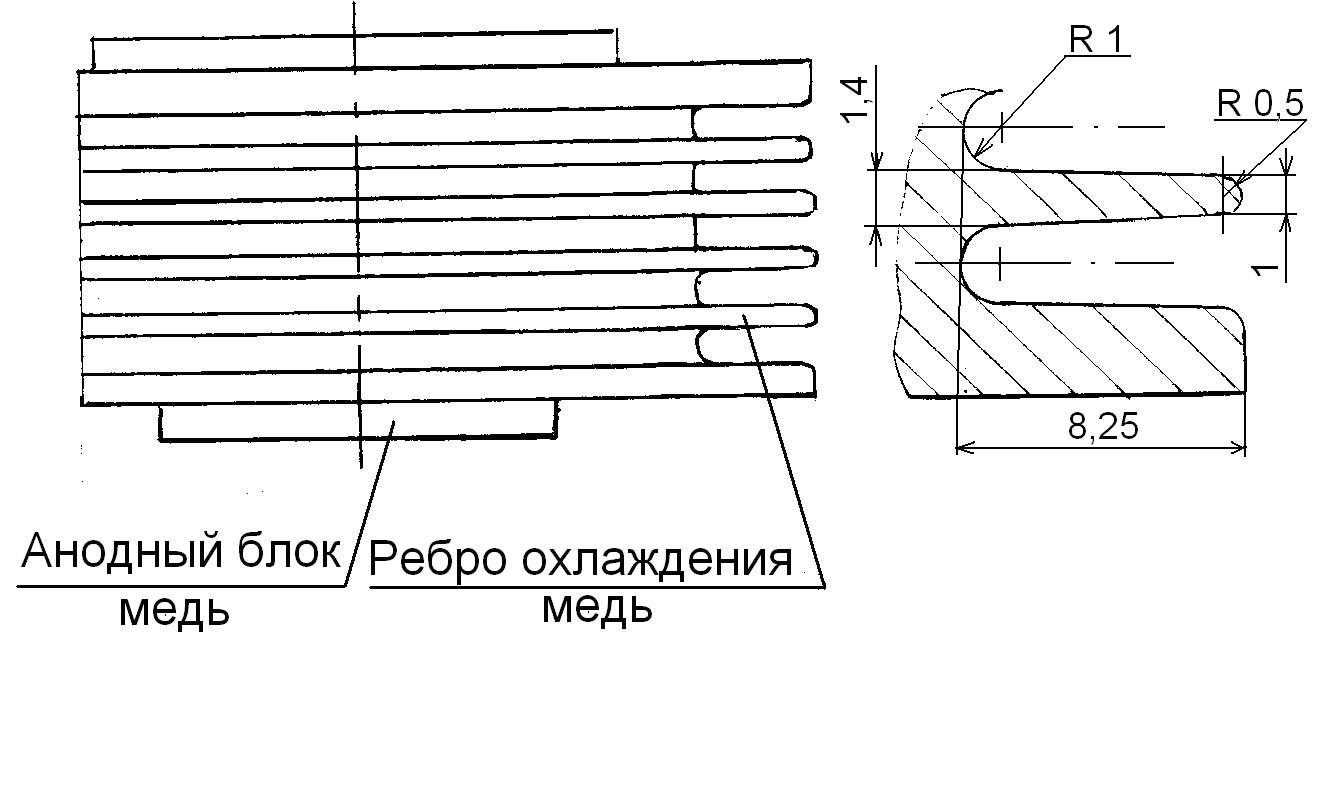 R 1
1,4
R 0,5
1
8,25
Анодный блок
медь
Ребро охлаждения
медь